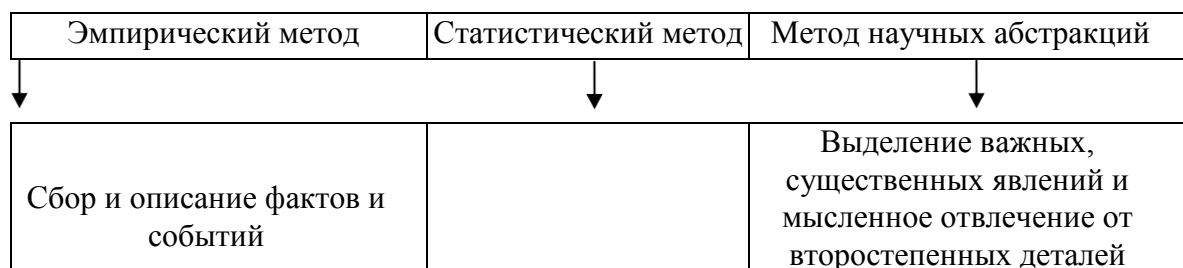 Эмпирический метод Статистический метод Метод научных абстракций
Сбор и описание фактов и
событий
Выделение важных,
существенных явлений и
мысленное отвлечение от
второстепенных деталей